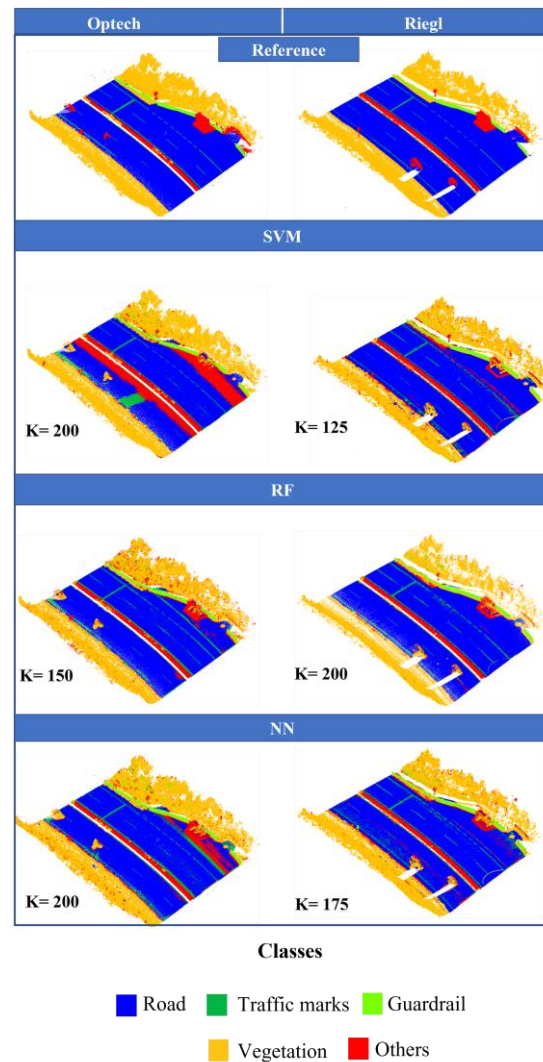 Optech Riegl
Reference
SVM
K= 200 K= 125
RF
K= 150 K= 200
NN
K= 200 K= 175
Classes
Road Traffic marks Guardrail
Vegetation Others